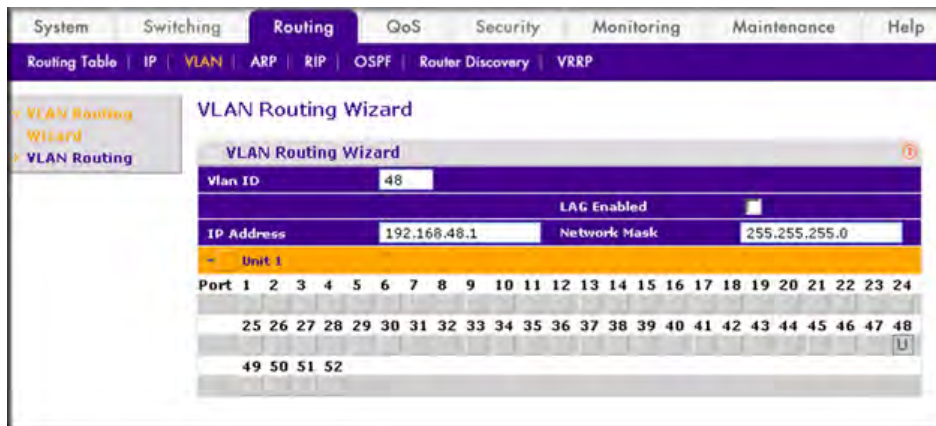 System Switching Routing QoS Security Monitoring Maintenance Help
Routing Table | IP | VLAN | ARP | RIP | OSPF | Router Discovery | VRRP
VLAN Routing
Wizard
VLAN Routing
VLAN Routing Wizard
VLAN Routing Wizard
Vlan ID 48
LAG Enabled
IP Address 192.168.48.1 Network Mask 255.255.255.0
- Unit 1
Port 1 2 3 4 5 6 7 8 9 10 11 12 13 14 15 16 17 18 19 20 21 22 23 24
25 26 27 28 29 30 31 32 33 34 35 36 37 38 39 40 41 42 43 44 45 46 47 48
U
49 50 51 52